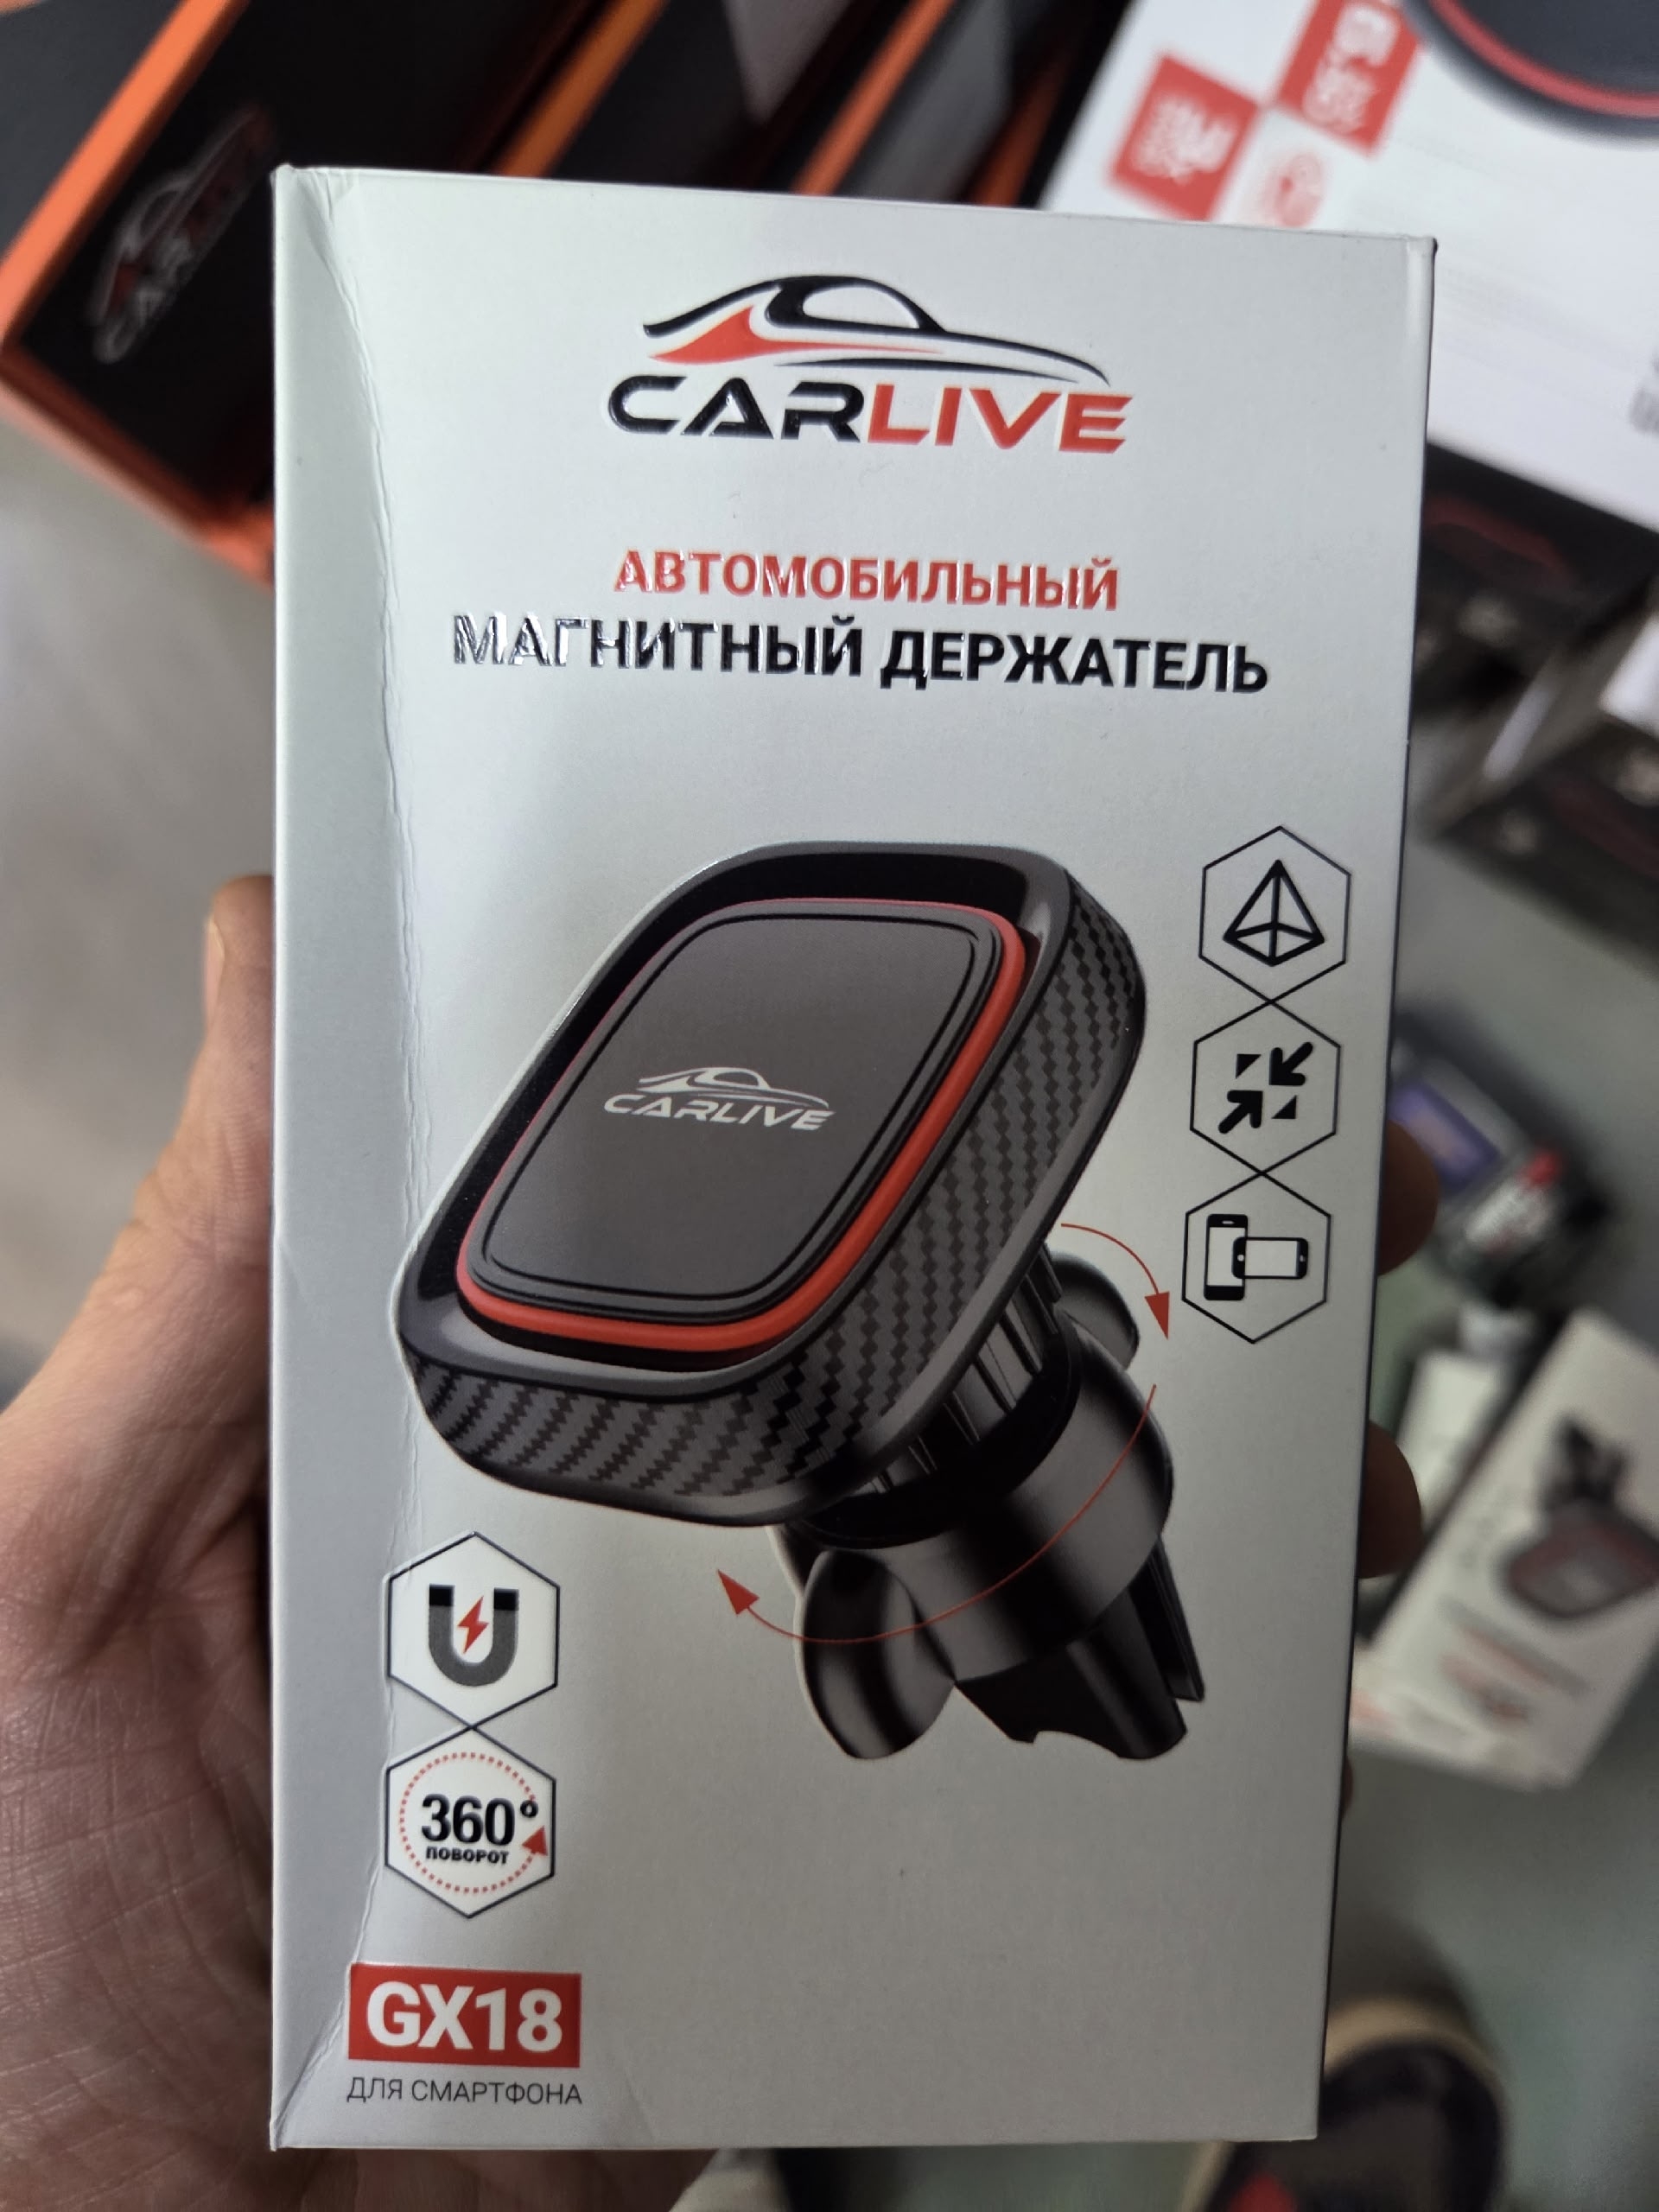 CARLIVE
АВТОМОБИЛЬНЫЙ
МАГНИТНЫЙ ДЕРЖАТЕЛЬ
CARLIVE
360°
ПОВОРОТ
GX18
ДЛЯ СМАРТФОНА